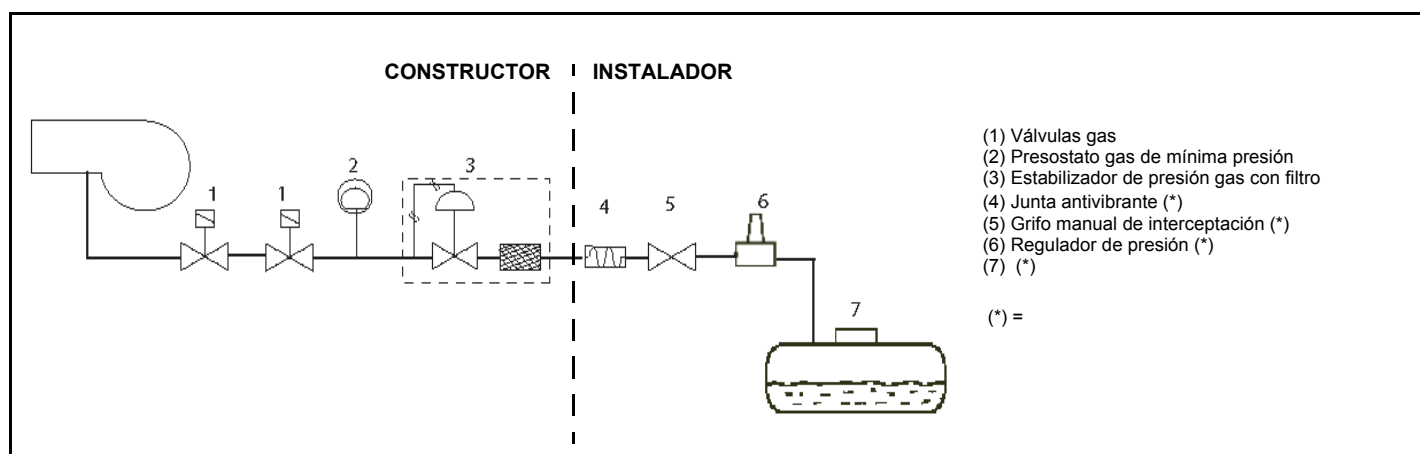 CONSTRUCTOR INSTALADOR
1 1 2 3 4 5 6
7
(1) Válvulas gas
(2) Presostato gas de mínima presión
(3) Estabilizador de presión gas con filtro
(4) Junta antivibrante (*)
(5) Grifo manual de interceptación (*)
(6) Regulador de presión (*)
(7) (*)
(*) =